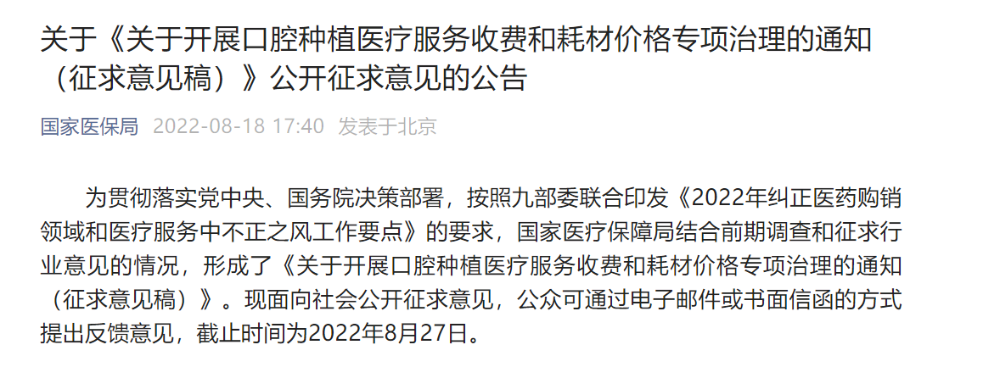 关于《关于开展口腔种植医疗服务收费和耗材价格专项治理的通知
（征求意见稿）》公开征求意见的公告
国家医保局 2022-08-18 17:40 发表于北京
为贯彻落实党中央、国务院决策部署，按照九部委联合印发《2022年纠正医药购销
领域和医疗服务中不正之风工作要点》的要求，国家医疗保障局结合前期调查和征求行
业意见的情况，形成了《关于开展口腔种植医疗服务收费和耗材价格专项治理的通知
（征求意见稿）》。现面向社会公开征求意见，公众可通过电子邮件或书面信函的方式
提出反馈意见，截止时间为2022年8月27日。